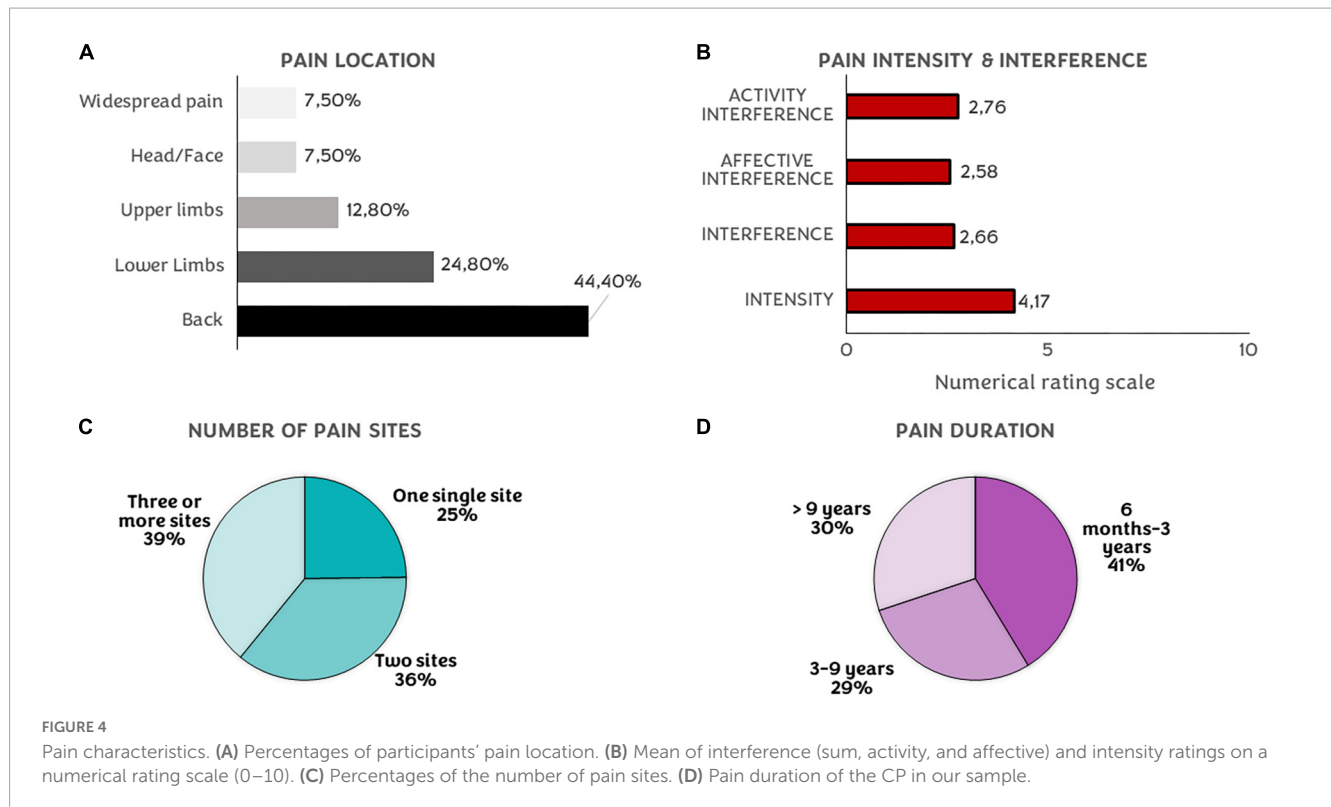 A
PAIN LOCATION
Widespread pain
7,50%
Head/Face
7,50%
Upper limbs
12,80%
Lower Limbs
24,80%
44,40%
Back
B
PAIN INTENSITY & INTERFERENCE
ACTIVITY
INTERFERENCE
2,76
AFFECTIVE
INTERFERENCE
2,58
INTERFERENCE
2,66
INTENSITY
4,17
0
5
10
Numerical rating scale
C
NUMBER OF PAIN SITES
Three or
more sites
39%
One single site
25%
Two sites
36%
D
PAIN DURATION
> 9 years
30%
6
months-3
years
41%
3-9 years
29%
FIGURE 4
Pain characteristics. (A) Percentages of participants’ pain location. (B) Mean of interference (sum, activity, and affective) and intensity ratings on a
numerical rating scale (0–10). (C) Percentages of the number of pain sites. (D) Pain duration of the CP in our sample.